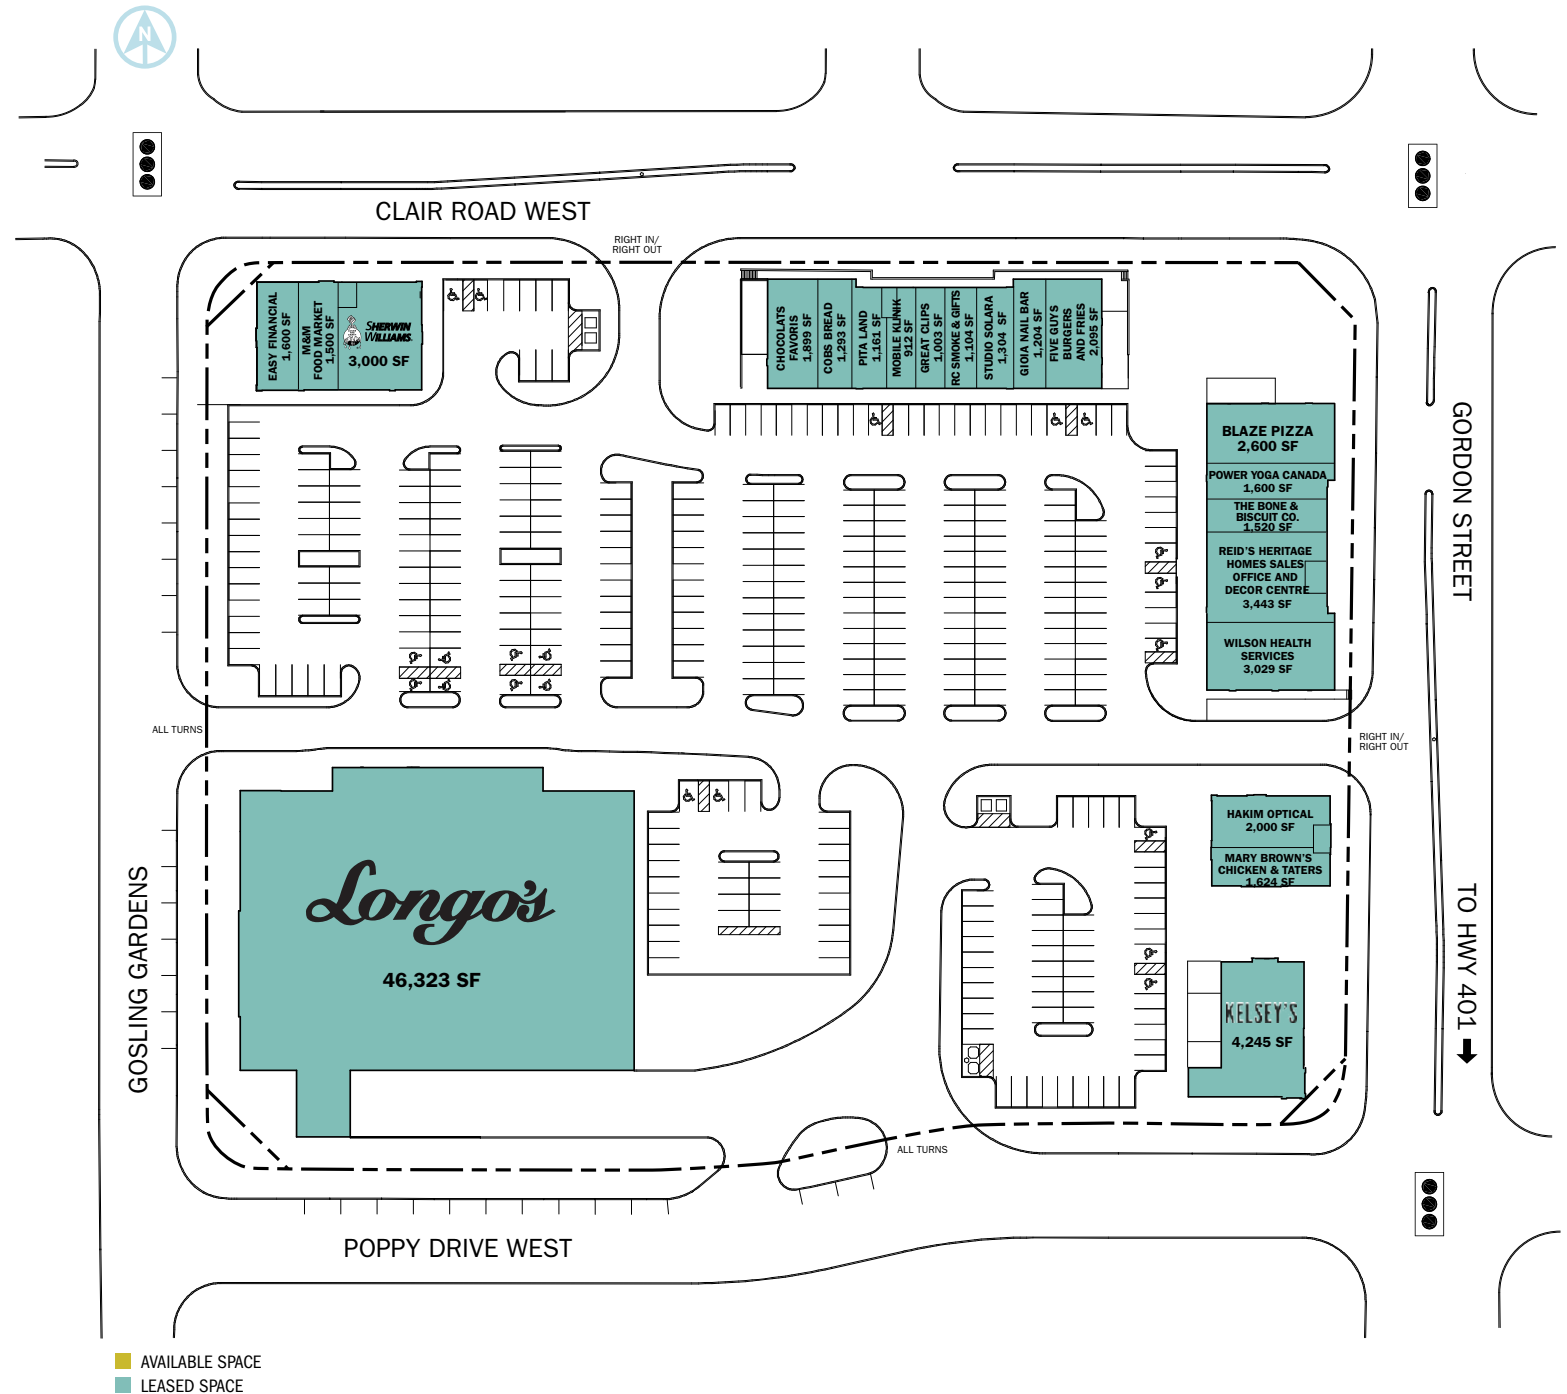 N
CLAIR ROAD WEST
RIGHT IN/
RIGHT OUT
EASY FINANCIAL
1,600 SF
M&M
FOOD MARKET
1,500 SF
SHERWIN
WILLIAMS.
3,000 SF
CHOCOLATS
FAVORIS
1,899 SF
COBS BREAD
1,293 SF
PITA LAND
1,161 SF
MOBILE KLINIK
912 SF
GREAT CLIPS
1,003 SF
RC SMOKE & GIFTS
1,104 SF
STUDIO SOLARA
1,304 SF
GIOIA NAIL BAR
1,204 SF
FIVE GUYS
BURGERS
AND FRIES
2,095 SF
BLAZE PIZZA
2,600 SF
POWER YOGA CANADA
1,600 SF
THE BONE &
BISCUIT CO.
1,520 SF
REID'S HERITAGE
HOMES SALES
OFFICE AND
DECOR CENTRE
3,443 SF
WILSON HEALTH
SERVICES
3,029 SF
GORDON STREET
ALL TURNS
RIGHT IN/
RIGHT OUT
HAKIM OPTICAL
2,000 SF
MARY BROWN'S
CHICKEN & TATERS
1,624 SF
Longo's
46,323 SF
GOSLING GARDENS
KELSEY'S
4,245 SF
TO HWY 401
ALL TURNS
POPPY DRIVE WEST
AVAILABLE SPACE
LEASED SPACE